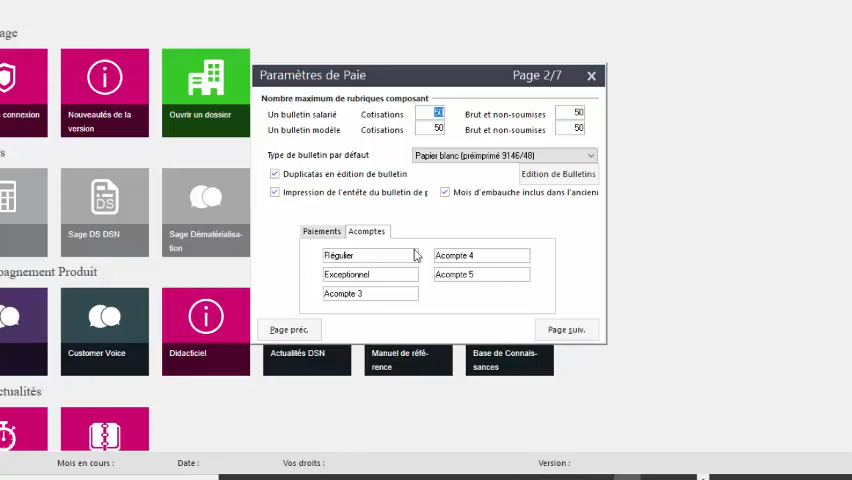 age
Paramètres de Paie Page 2/7
Nombre maximum de rubriques composant
Un bulletin salarié Cotisations 50 Brut et non-soumises 50
Un bulletin modèle Cotisations 50 Brut et non-soumises 50
Type de bulletin par défaut Papier blanc (préimprimé 9146/48)
Duplicatas en édition de bulletin Edition de Bulletins
Impression de l'entête du bulletin de p Mois d'embauche inclus dans l'ancien
Paiements Acomptes
Régulier Acompte 4
Exceptionnel Acompte 5
Acompte 3
Page préc. Page suiv.
connexion
Nouveautés de la
version
Ouvrir un dossier
s
Sage DS DSN
Sage Dématérialisa-
tion
pagnement Produit
Customer Voice
Didacticiel
Actualités DSN
Manuel de réfé-
rence
Base de Connais-
sances
ctualités
Mois en cours : Date : Vos droits : Version :